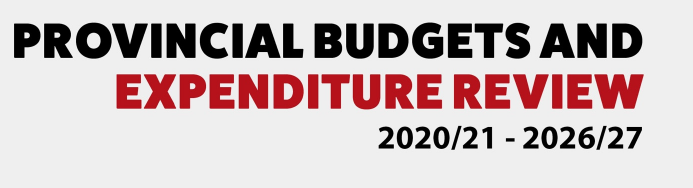 PROVINCIAL BUDGETS AND
EXPENDITURE REVIEW
2020/21 - 2026/27